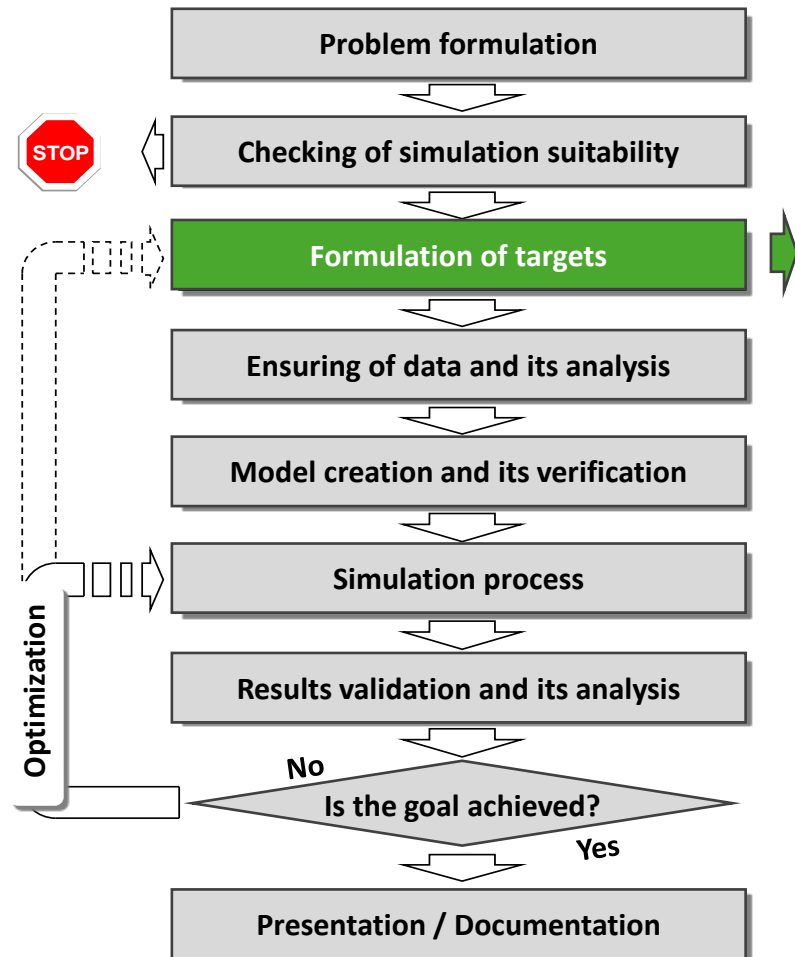 Problem formulation
STOP
Checking of simulation suitability
Formulation of targets
Ensuring of data and its analysis
Model creation and its verification
Simulation process
Optimization
Results validation and its analysis
No
Is the goal achieved?
Yes
Presentation / Documentation